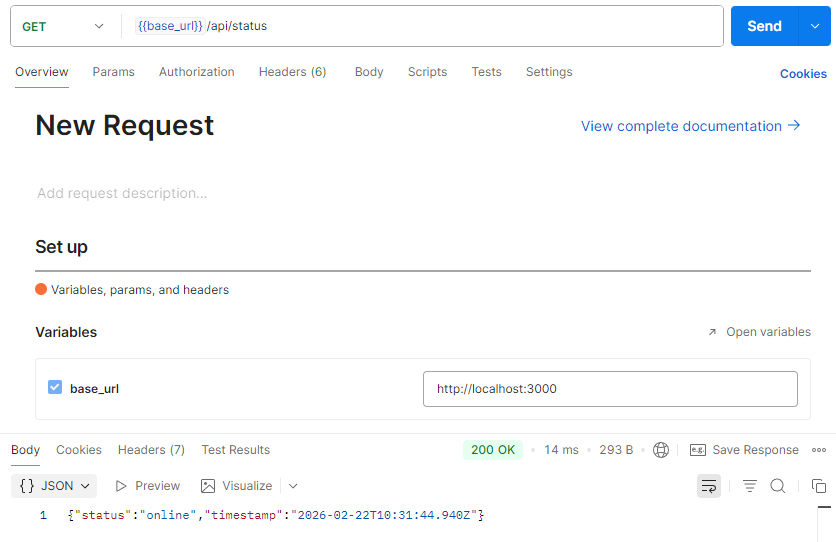 GET {{base_url}} /api/status Send
Overview Params Authorization Headers (6) Body Scripts Tests Settings Cookies
New Request View complete documentation →
Add request description...
Set up
Variables, params, and headers
Variables ↗ Open variables
base_url http://localhost:3000
Body Cookies Headers (7) Test Results 200 OK • 14 ms • 293 B e.g. Save Response
{} JSON Preview Visualize
1 {"status":"online","timestamp":"2026-02-22T10:31:44.940Z"}